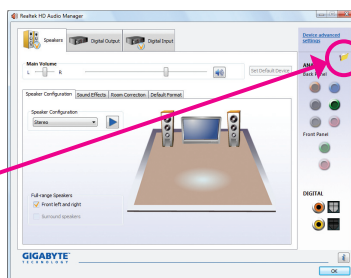 Realtek HD Audio Manager
Speakers
Digital Output
Digital Input
Device advanced
settings
Main Volume
L
R
Set Default Device
ANA
Back Panel
Speaker Configuration
Sound Effects
Room Correction
Default Format
Speaker Configuration
Stereo
Front Panel
Full-range Speakers
Front left and right
Surround speakers
DIGITAL
GIGABYTE
TECHNOLOGY
OK